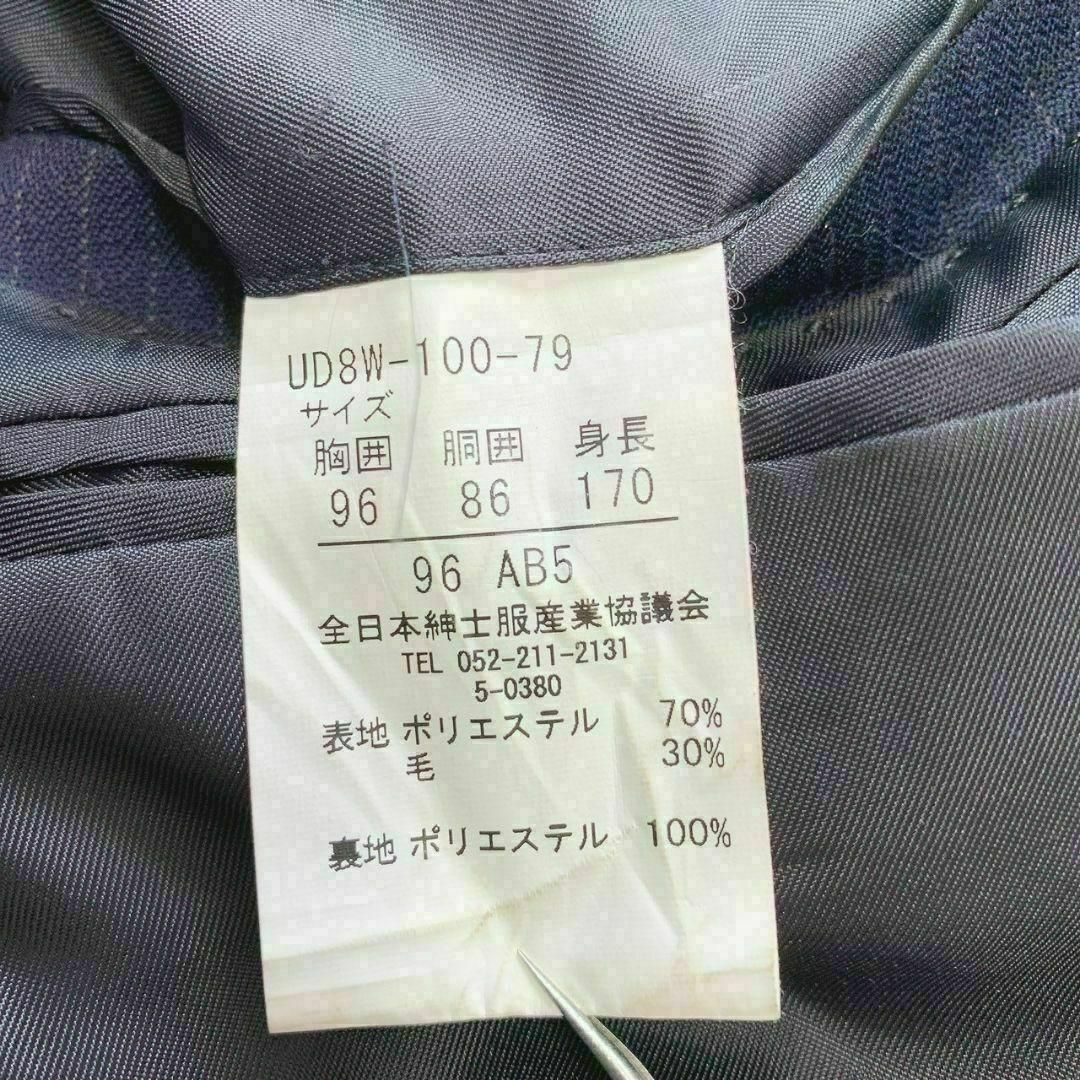 UD8W-100-79
サイズ
胸囲 胴囲 身長
96 86 170
96 AB5
全日本紳士服産業協議会
TEL 052-211-2131
5-0380
表地 ポリエステル 70%
毛 30%
裏地 ポリエステル 100%